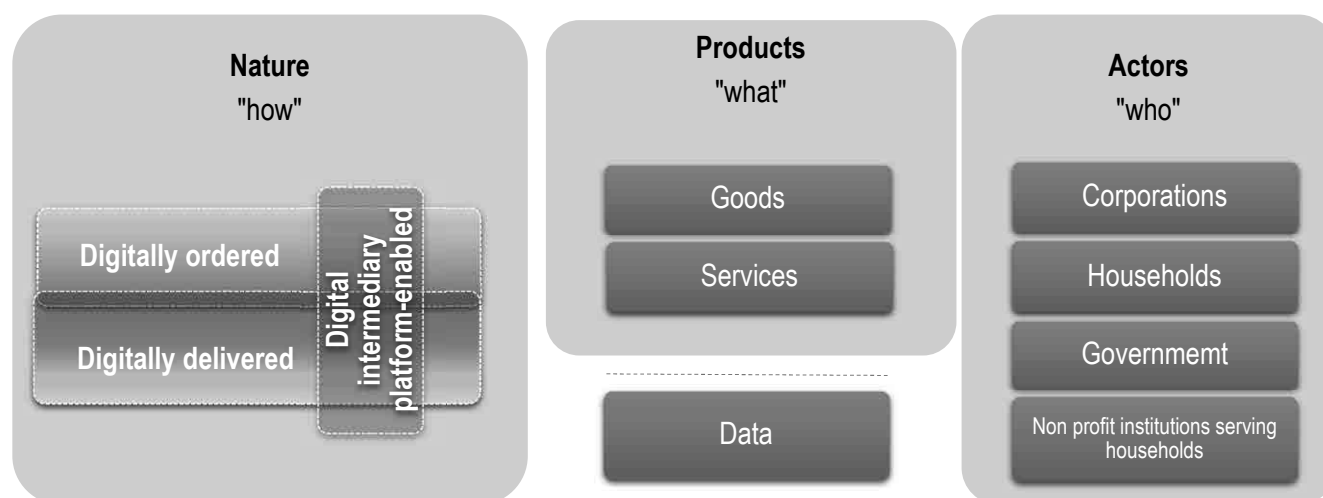 Nature
"how"
Digitally ordered
Digitally delivered
Digital
intermediary
platform-enabled
Products
"what"
Goods
Services
Data
Actors
"who"
Corporations
Households
Governmemt
Non profit institutions serving
households